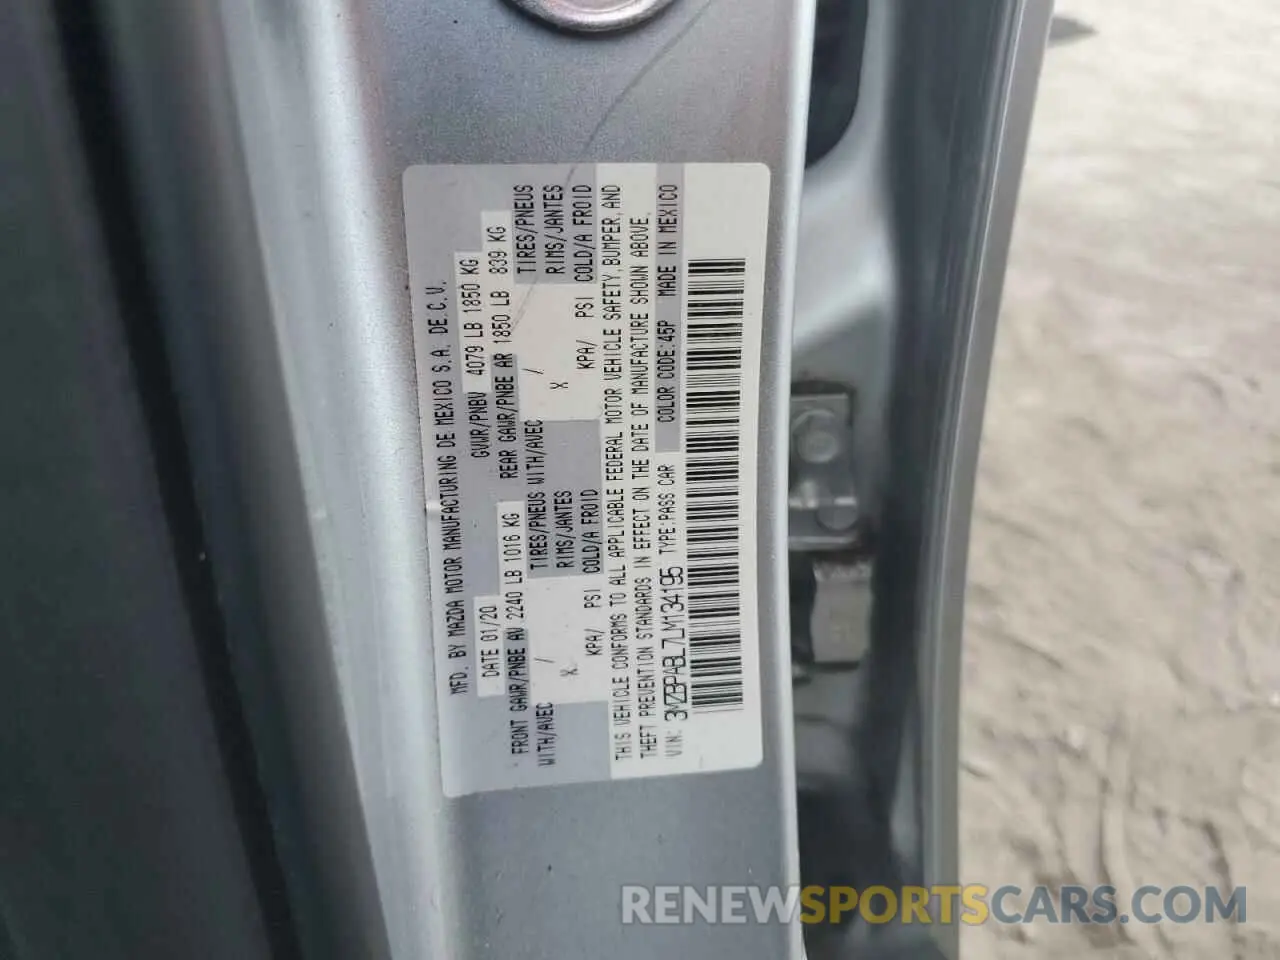 MFD. BY MAZDA MOTOR MANUFACTURING DE MEXICO S.A. DE C.V.
DATE 01/20 GVWR/PNBV 4079 LB 1850 KG
FRONT GAWR/PNBE AV 2240 LB 1016 KG REAR GAWR/PNBE AR 1850 LB 839 KG
WITH/AVEC / TIRES/PNEUS WITH/AVEC / TIRES/PNEUS
X RIMS/JANTES X RIMS/JANTES
KPA/ PSI COLD/A FROID KPA/ PSI COLD/A FROID
THIS VEHICLE CONFORMS TO ALL APPLICABLE FEDERAL MOTOR VEHICLE SAFETY, BUMPER, AND
THEFT PREVENTION STANDARDS IN EFFECT ON THE DATE OF MANUFACTURE SHOWN ABOVE.
VIN: 3MZBPABL7LM134195 TYPE:PASS CAR COLOR CODE:45P MADE IN MEXICO
RENEWSPORTSCARS.COM